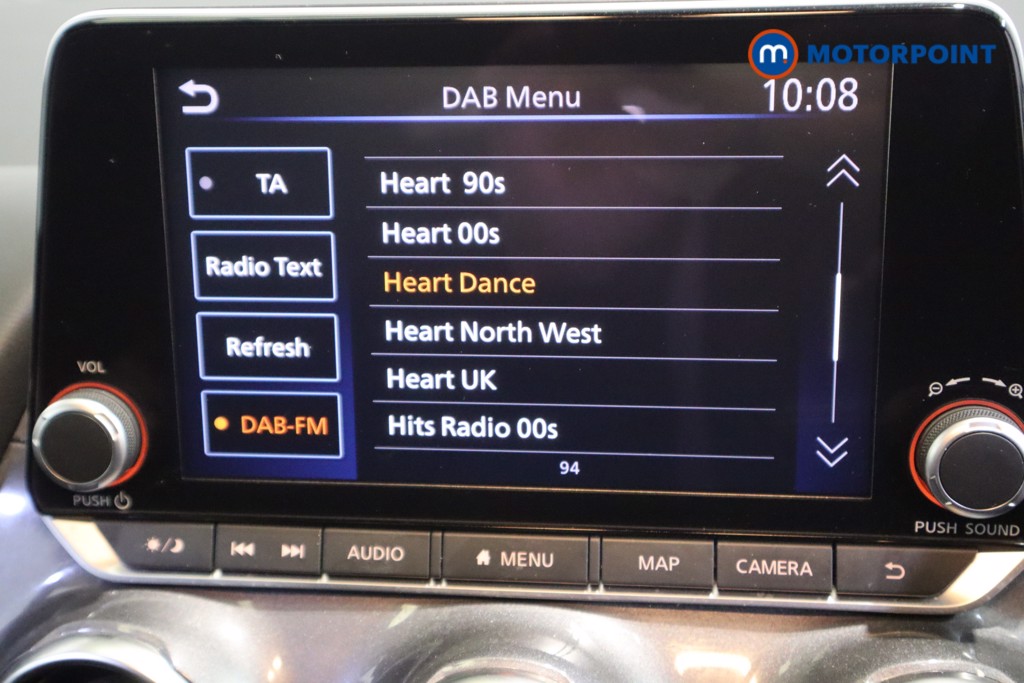 m. MOTORPOINT
DAB Menu 10:08
TA
Radio Text
Refresh
DAB-FM
Heart 90s
Heart 00s
Heart Dance
Heart North West
Heart UK
Hits Radio 00s
94
VOL
PUSH
PUSH SOUND
AUDIO
MENU
MAP
CAMERA